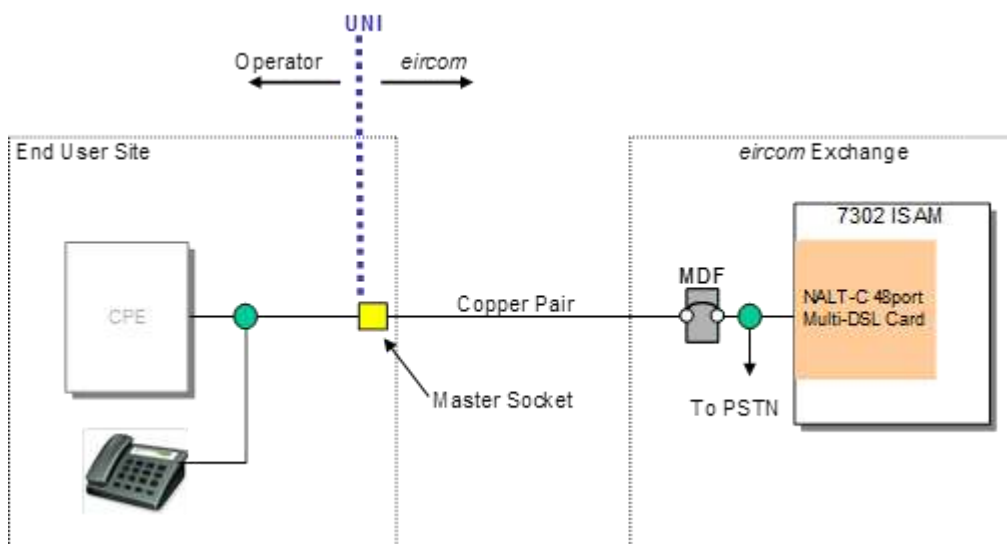 UNI
Operator
eircom
End User Site
eircom Exchange
7302 ISAM
MDF
NALT-C 48port
Multi-DSL Card
CPE
Copper Pair
Master Socket
To PSTN